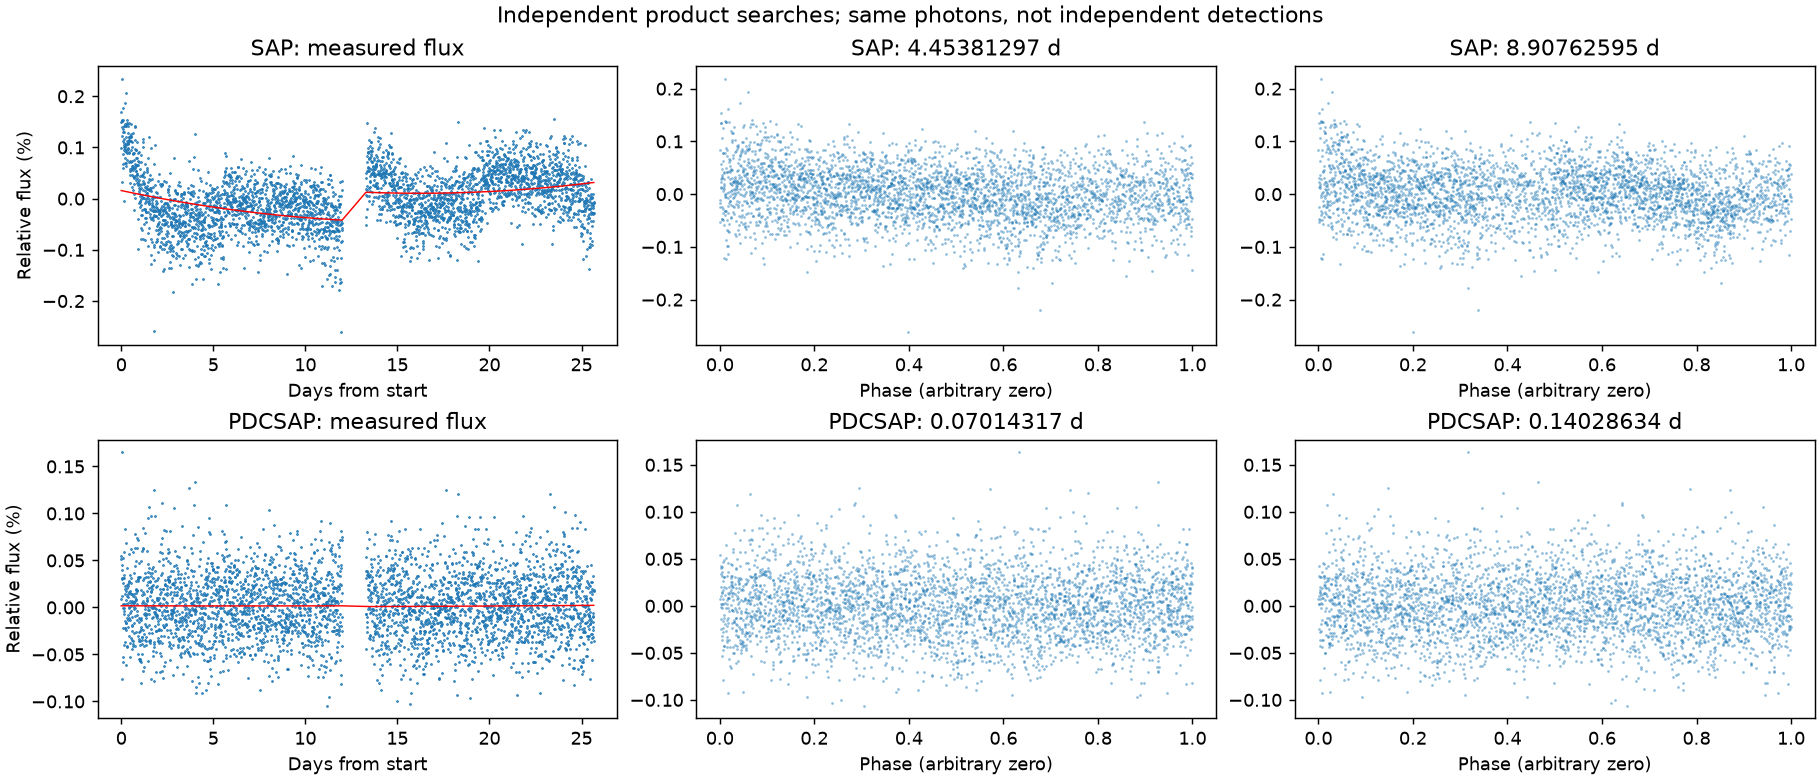 Independent product searches; same photons, not independent detections
SAP: measured flux
SAP: 4.45381297 d
SAP: 8.90762595 d
Relative flux (%)
0.2
0.1
0.0
−0.1
−0.2
0 5 10 15 20 25
Days from start
0.2
0.1
0.0
−0.1
−0.2
0.0 0.2 0.4 0.6 0.8 1.0
Phase (arbitrary zero)
0.2
0.1
0.0
−0.1
−0.2
0.0 0.2 0.4 0.6 0.8 1.0
Phase (arbitrary zero)
PDCSAP: measured flux
PDCSAP: 0.07014317 d
PDCSAP: 0.14028634 d
Relative flux (%)
0.15
0.10
0.05
0.00
−0.05
−0.10
0 5 10 15 20 25
Days from start
0.15
0.10
0.05
0.00
−0.05
−0.10
0.0 0.2 0.4 0.6 0.8 1.0
Phase (arbitrary zero)
0.15
0.10
0.05
0.00
−0.05
−0.10
0.0 0.2 0.4 0.6 0.8 1.0
Phase (arbitrary zero)